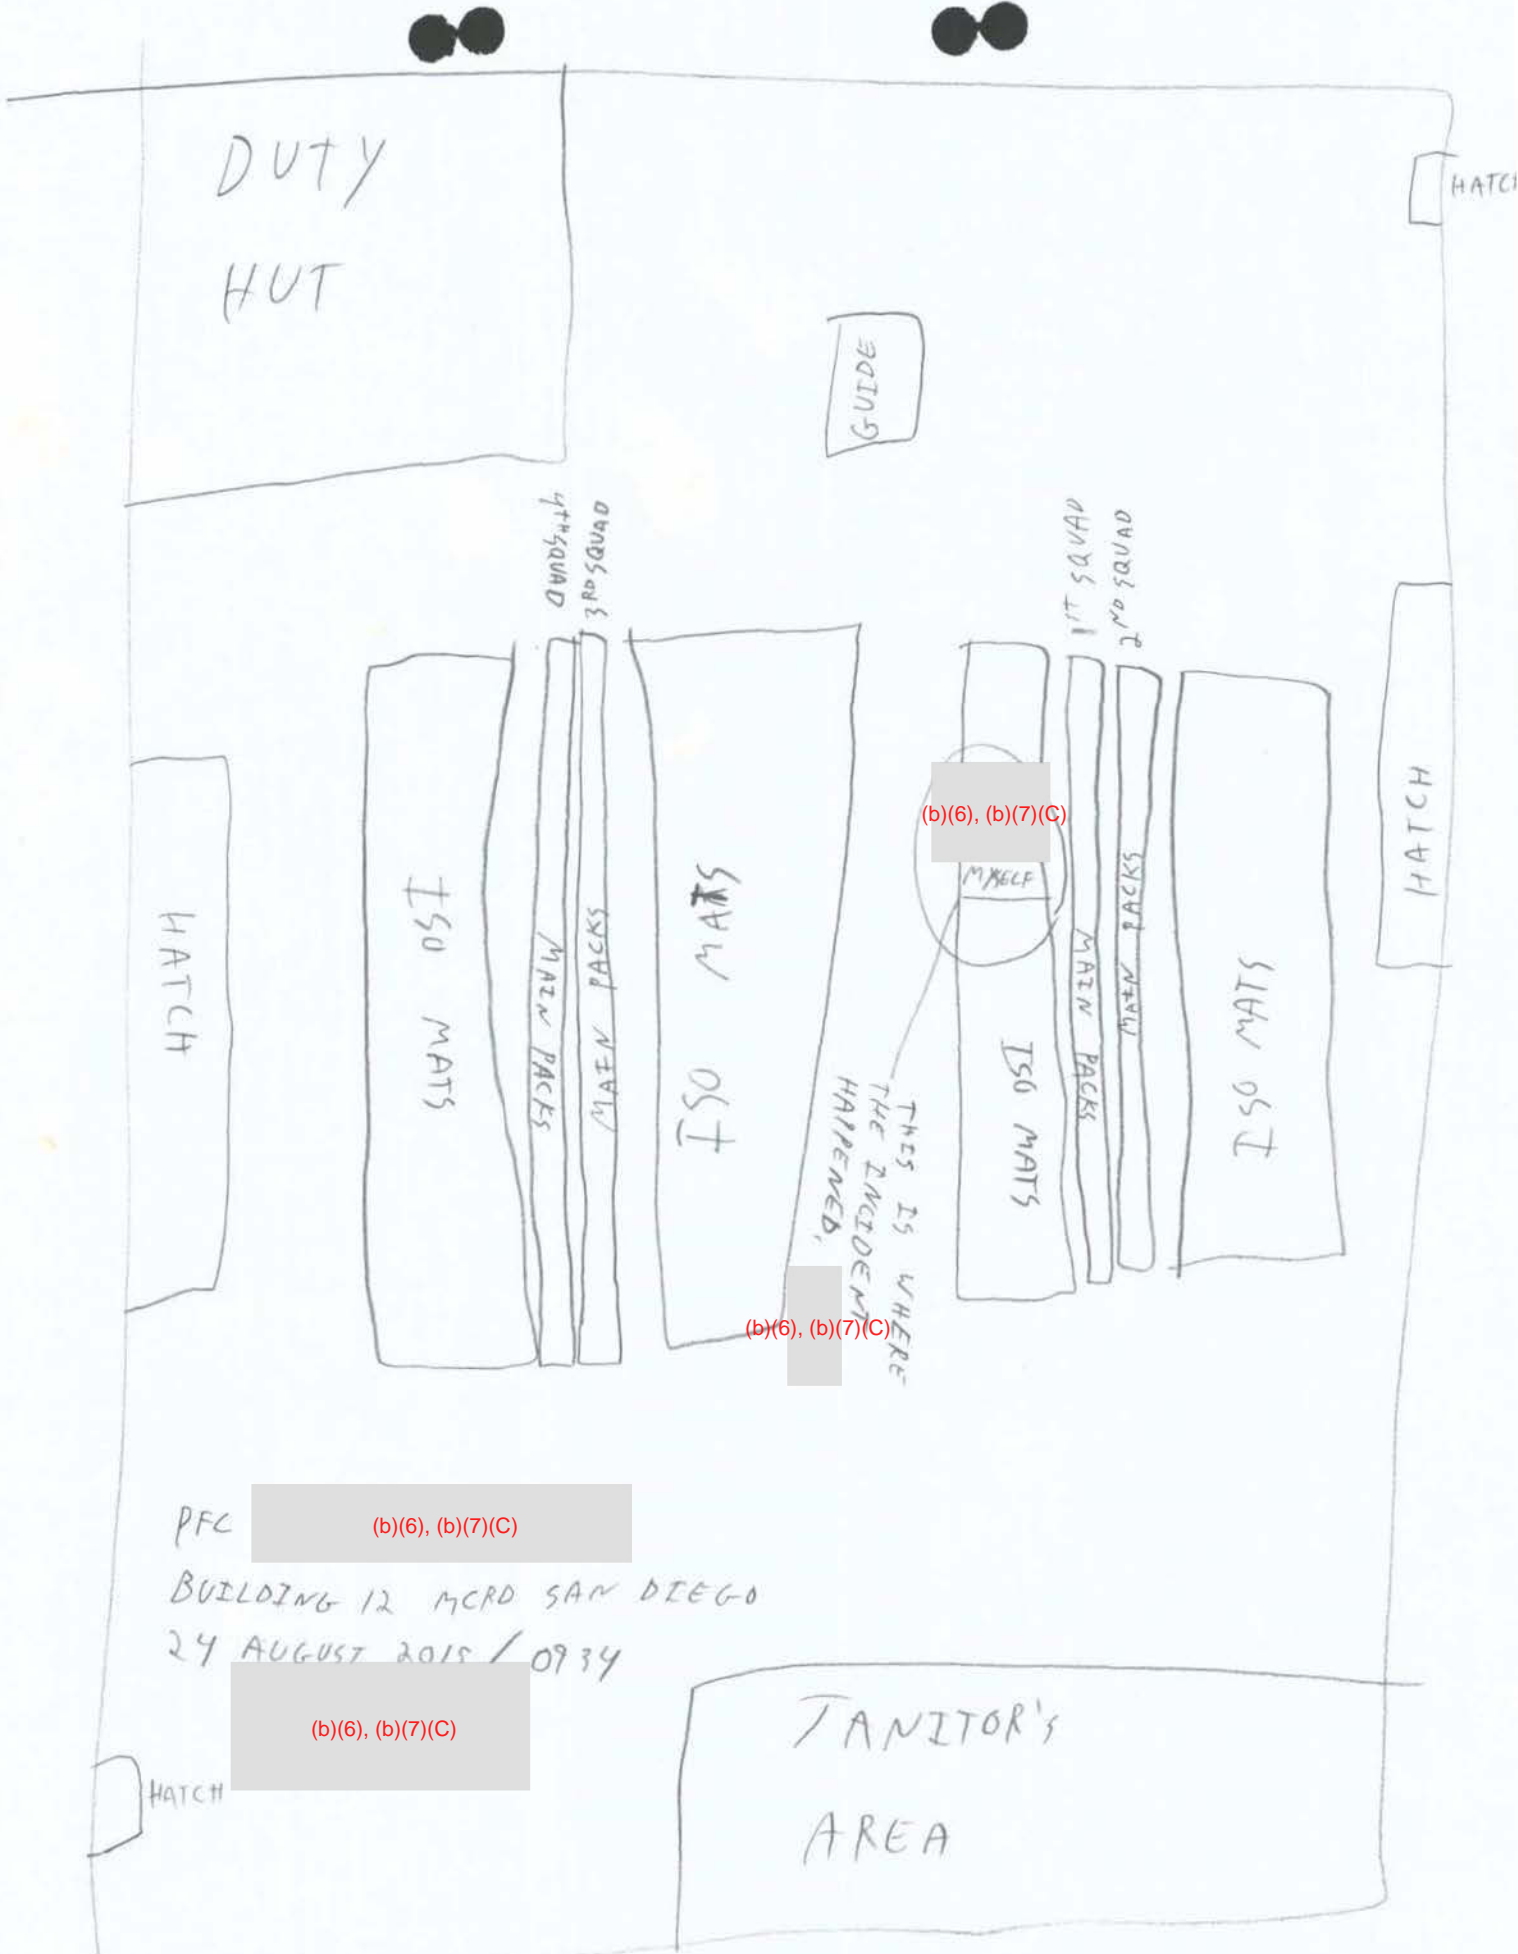 DUTY
HUT
HATCH
GUIDE
4TH SQUAD
3RD SQUAD
1ST SQUAD
2ND SQUAD
(b)(6), (b)(7)(C)
MYSELF
HATCH
ISO MATS
MAIN PACKS
MAIN PACKS
ISO MATS
ISO MATS
MAIN PACKS
MAIN PACKS
ISO MATS
HATCH
THIS IS WHERE
THE INCIDENT
HAPPENED.
(b)(6), (b)(7)(C)
PFC (b)(6), (b)(7)(C)
BUILDING 12 MCRD SAN DIEGO
24 AUGUST 2015 / 0934
(b)(6), (b)(7)(C)
HATCH
JANITOR'S
AREA